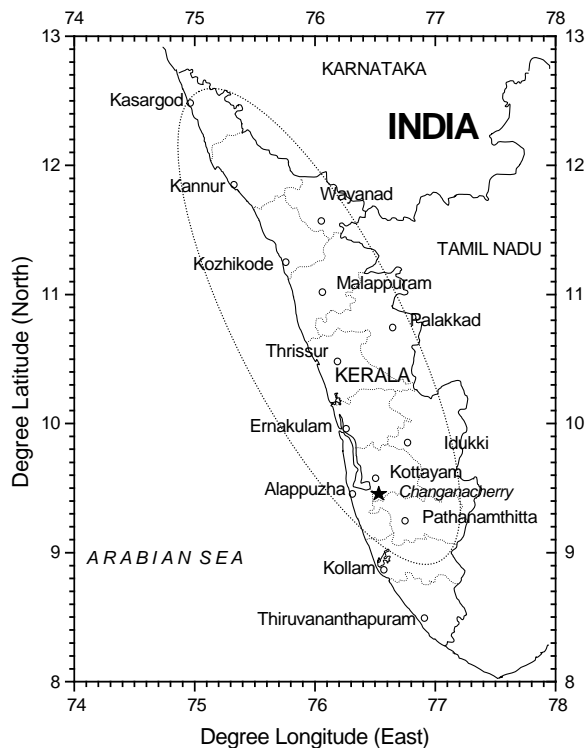 74 75 76 77 78
13
KARNATAKA
Kasargod
INDIA
12
12
Kannur
Wayanad
TAMIL NADU
Kozhikode
11
Malappuram
11
Palakkad
Thrissur
KERALA
10
Ernakulam
10
Idukki
Kottayam
Alappuzha
Changanacherry
Pathanamthitta
9
ARABIAN SEA
9
Kollam
Thiruvananthapuram
8
8
74 75 76 77 78
Degree Longitude (East)
Degree Latitude (North)
13